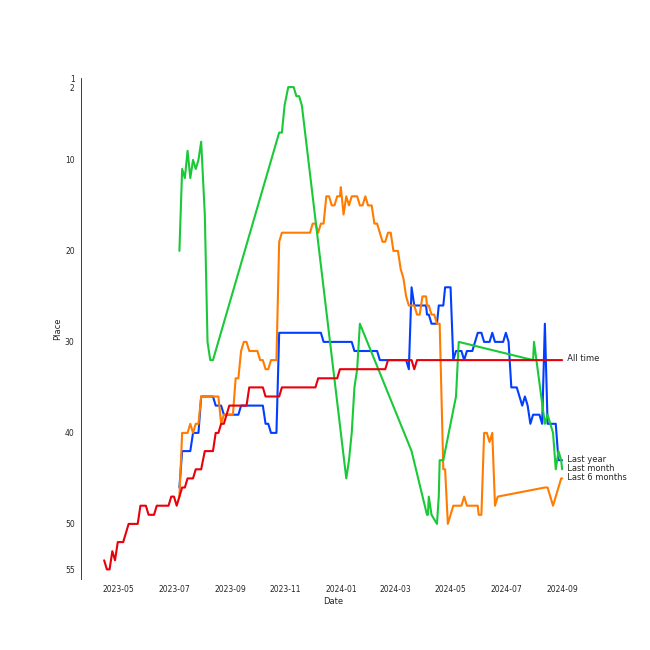 1
2
10
20
30
40
50
55
Place
2023-05
2023-07
2023-09
2023-11
2024-01
2024-03
2024-05
2024-07
2024-09
Date
All time
Last year
Last month
Last 6 months